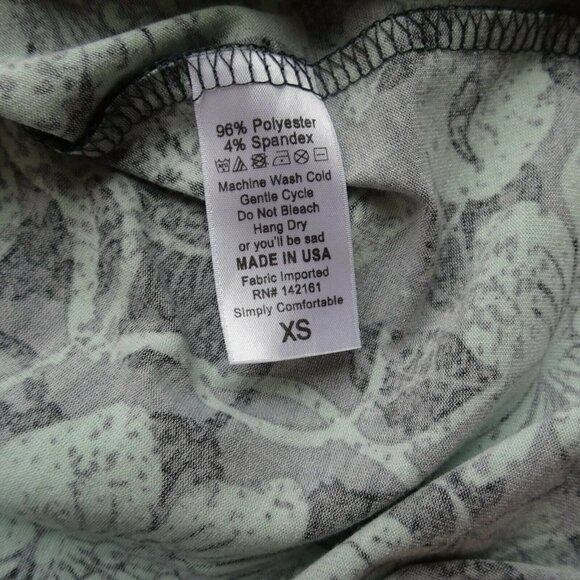 96% Polyester
4% Spandex
Machine Wash Cold
Gentle Cycle
Do Not Bleach
Hang Dry
or you'll be sad
MADE IN USA
Fabric Imported
RN# 142161
Simply Comfortable
XS